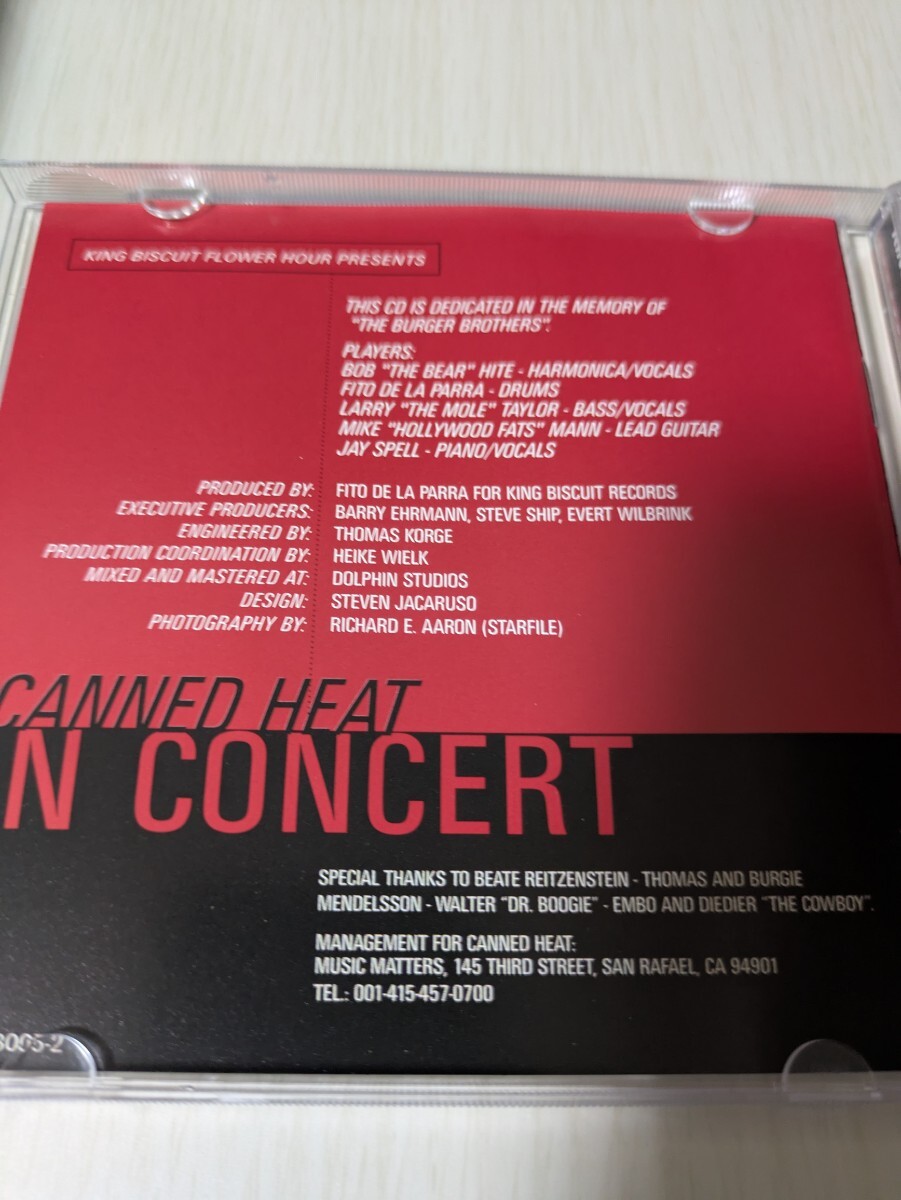 KING BISCUIT FLOWER HOUR PRESENTS
THIS CD IS DEDICATED IN THE MEMORY OF
"THE BURGER BROTHERS".
PLAYERS:
BOB "THE BEAR" HITE - HARMONICA/VOCALS
FITO DE LA PARRA - DRUMS
LARRY "THE MOLE" TAYLOR - BASS/VOCALS
MIKE "HOLLYWOOD FATS" MANN - LEAD GUITAR
JAY SPELL - PIANO/VOCALS
PRODUCED BY: FITO DE LA PARRA FOR KING BISCUIT RECORDS
EXECUTIVE PRODUCERS: BARRY EHRMANN, STEVE SHIP, EVERT WILBRINK
ENGINEERED BY: THOMAS KORGE
PRODUCTION COORDINATION BY: HEIKE WIELK
MIXED AND MASTERED AT: DOLPHIN STUDIOS
DESIGN: STEVEN JACARUSO
PHOTOGRAPHY BY: RICHARD E. AARON (STARFILE)
CANNED HEAT
N CONCERT
SPECIAL THANKS TO BEATE REITZENSTEIN - THOMAS AND BURGIE
MENDELSSON - WALTER "DR. BOOGIE" - EMBO AND DIEDIER "THE COWBOY".
MANAGEMENT FOR CANNED HEAT:
MUSIC MATTERS, 145 THIRD STREET, SAN RAFAEL, CA 94901
TEL.: 001-415-457-0700